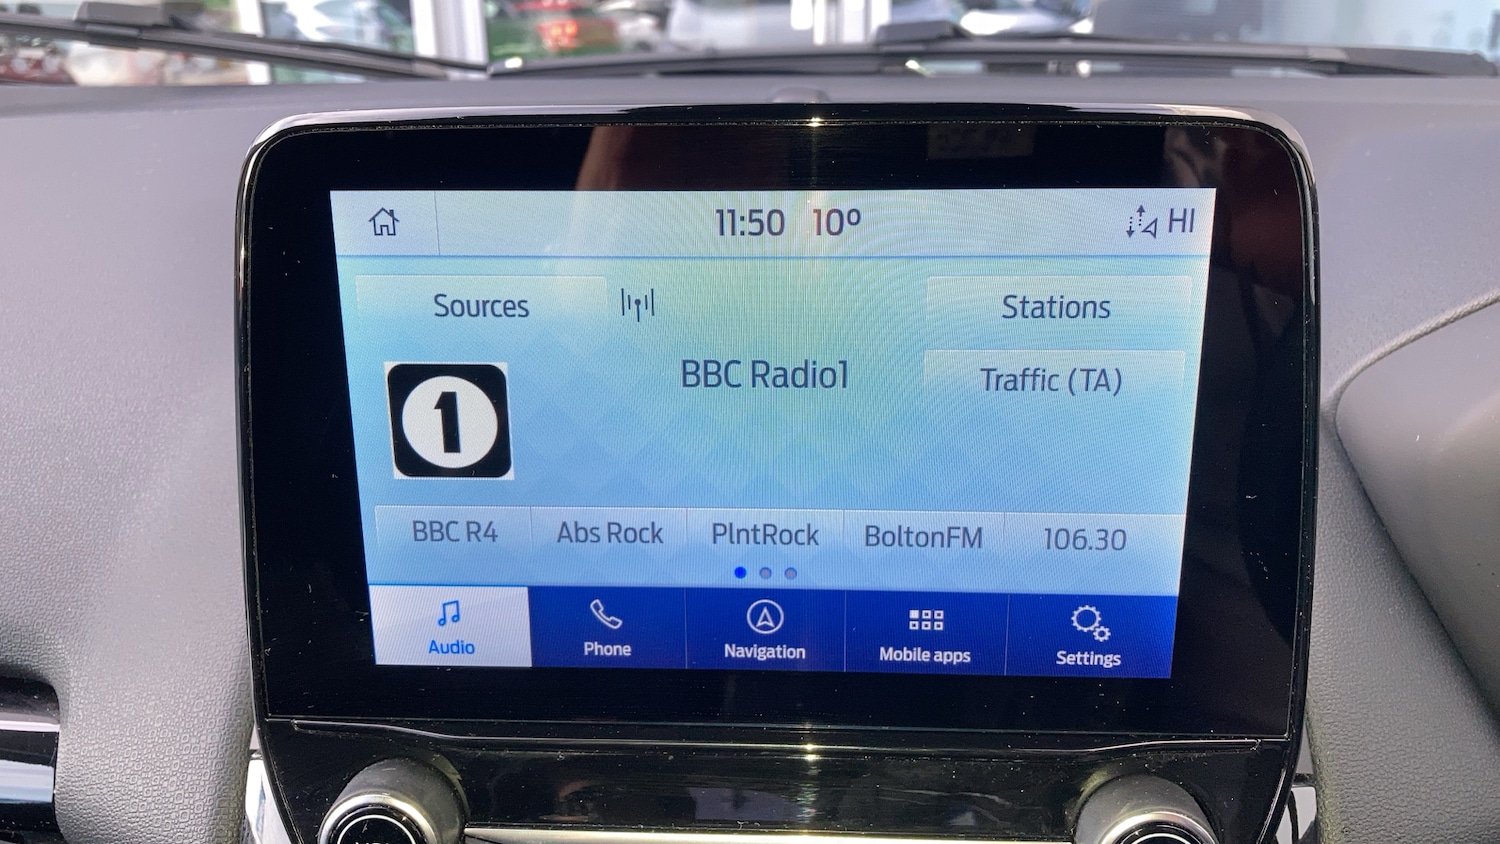 11:50 10° HI
Sources
Stations
BBC Radio1
Traffic (TA)
1
BBC R4
Abs Rock
PlntRock
BoltonFM
106.30
Audio
Phone
Navigation
Mobile apps
Settings